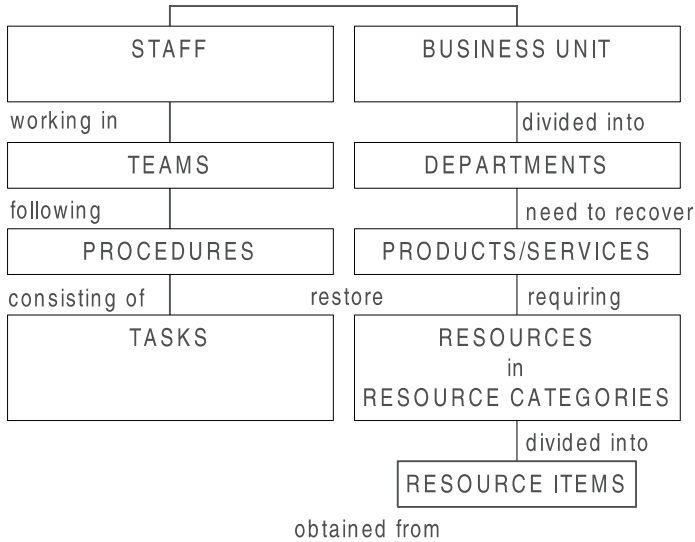 STAFF BUSINESS UNIT
working in divided into
TEAMS DEPARTMENTS
following need to recover
PROCEDURES PRODUCTS/SERVICES
consisting of restore requiring
TASKS RESOURCES
in
RESOURCE CATEGORIES
divided into
RESOURCE ITEMS
obtained from